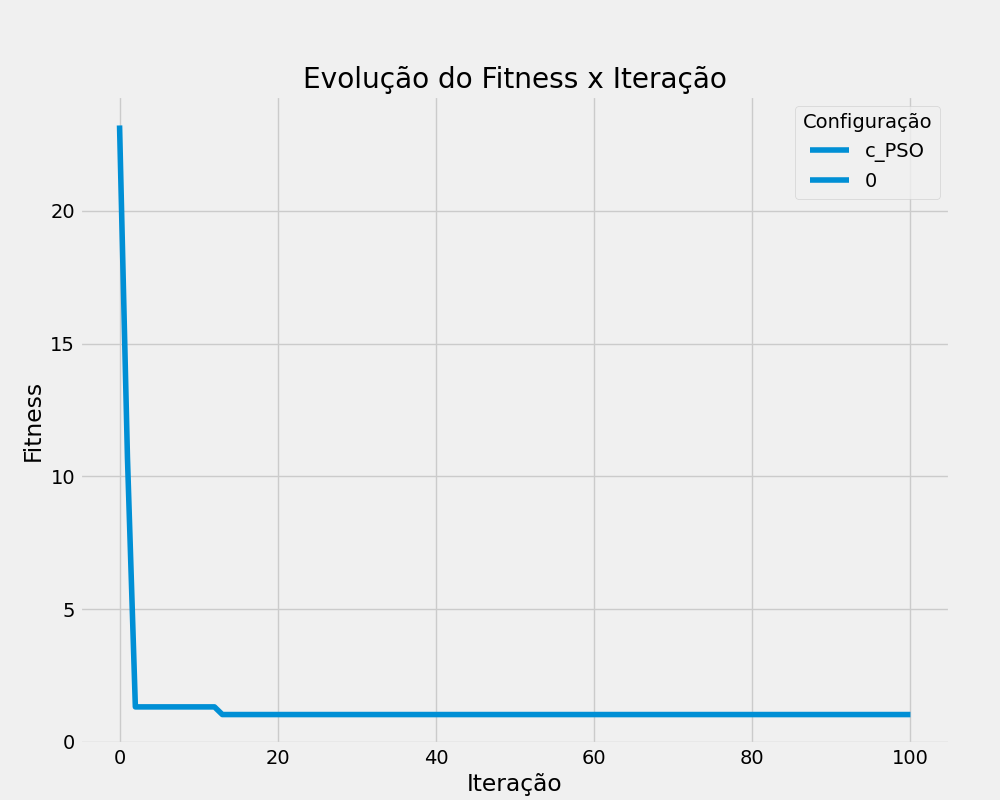 Evolução do Fitness x Iteração
Configuração
c_PSO
0
Fitness
20
15
10
5
0
0 20 40 60 80 100
Iteração